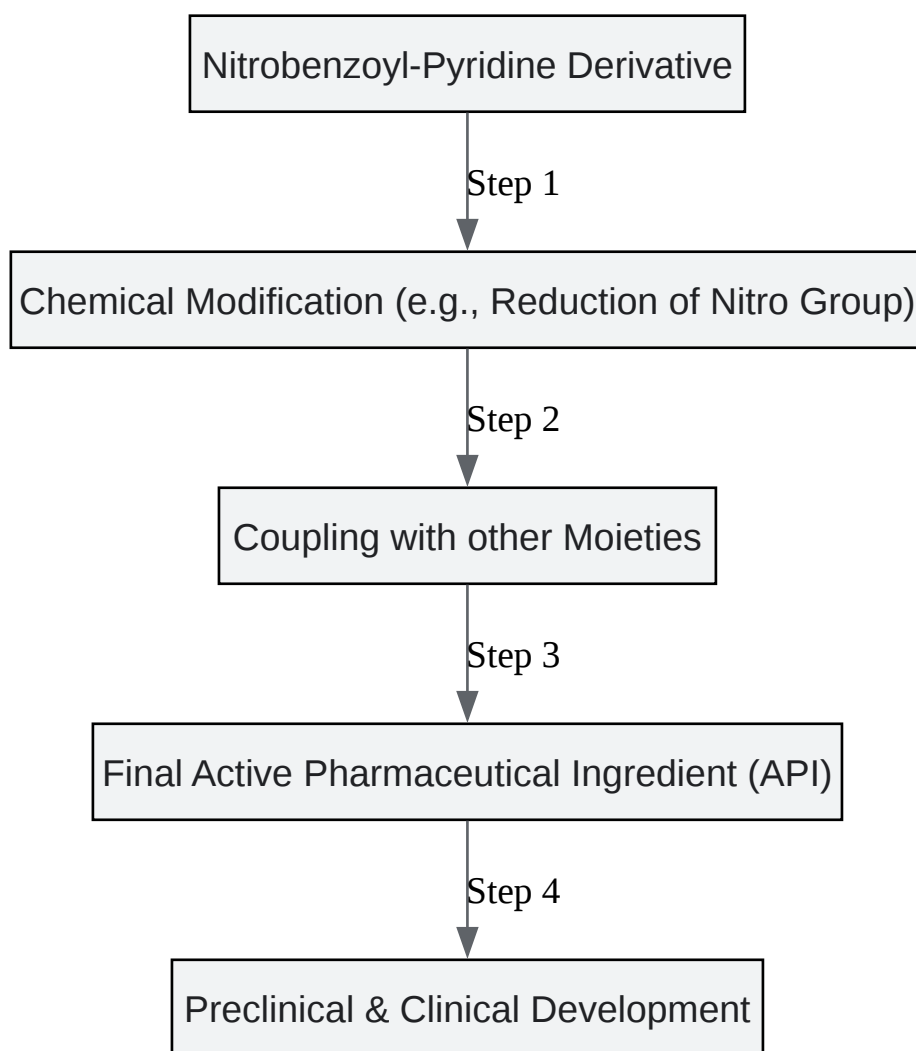 Nitrobenzoyl-Pyridine Derivative
Step 1
Chemical Modification (e.g., Reduction of Nitro Group)
Step 2
Coupling with other Moieties
Step 3
Final Active Pharmaceutical Ingredient (API)
Step 4
Preclinical & Clinical Development